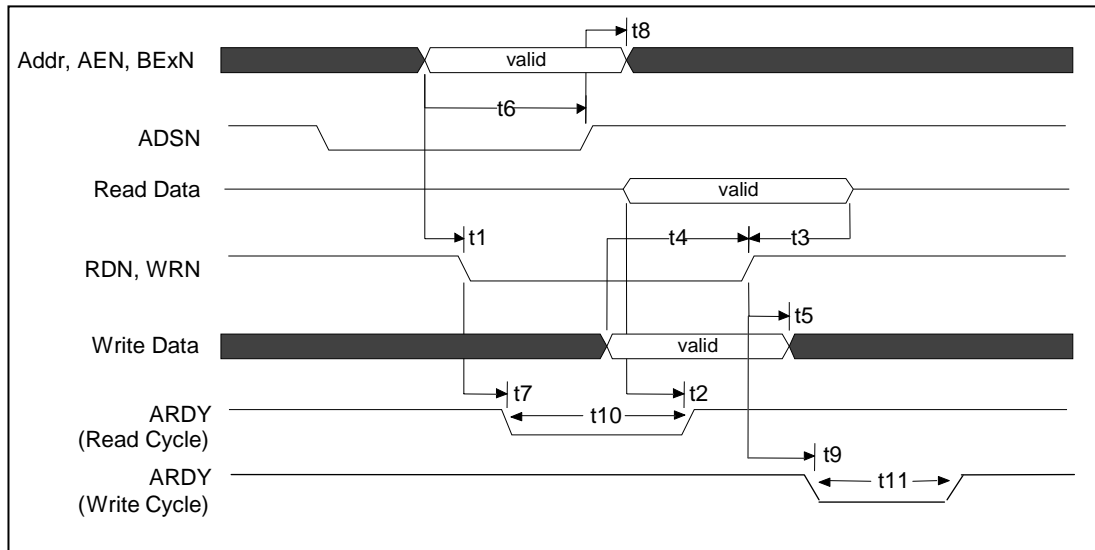 t8
Addr, AEN, BExN
valid
t6
ADSN
Read Data
valid
t1
t4
t3
RDN, WRN
t5
Write Data
valid
t7
t2
ARDY
(Read Cycle)
t10
t9
ARDY
(Write Cycle)
t11